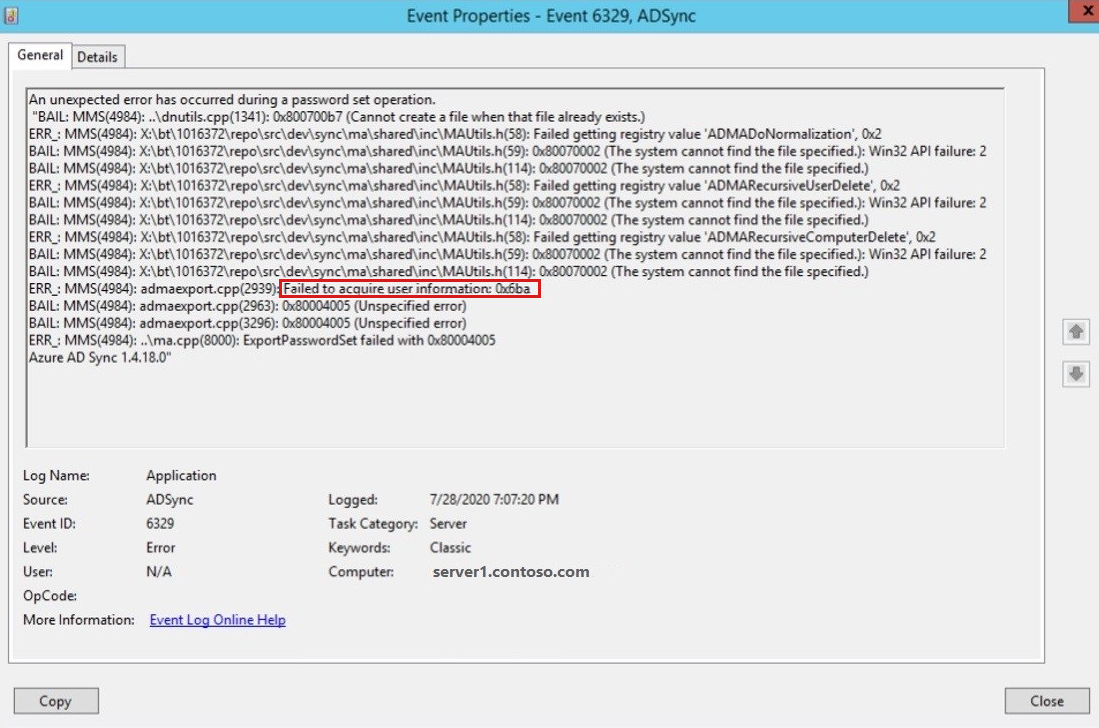 Event Properties - Event 6329, ADSync
x
General
Details
An unexpected error has occurred during a password set operation.
"BAIL: MMS(4984): ..\dnutils.cpp(1341): 0x800700b7 (Cannot create a file when that file already exists.)
ERR_: MMS(4984): X:\bt\1016372\repo\src\dev\sync\ma\shared\inc\MAUtils.h(58): Failed getting registry value 'ADMADoNormalization', 0x2
BAIL: MMS(4984): X:\bt\1016372\repo\src\dev\sync\ma\shared\inc\MAUtils.h(59): 0x80070002 (The system cannot find the file specified.): Win32 API failure: 2
BAIL: MMS(4984): X:\bt\1016372\repo\src\dev\sync\ma\shared\inc\MAUtils.h(114): 0x80070002 (The system cannot find the file specified.)
ERR_: MMS(4984): X:\bt\1016372\repo\src\dev\sync\ma\shared\inc\MAUtils.h(58): Failed getting registry value 'ADMARecursiveUserDelete', 0x2
BAIL: MMS(4984): X:\bt\1016372\repo\src\dev\sync\ma\shared\inc\MAUtils.h(59): 0x80070002 (The system cannot find the file specified.): Win32 API failure: 2
BAIL: MMS(4984): X:\bt\1016372\repo\src\dev\sync\ma\shared\inc\MAUtils.h(114): 0x80070002 (The system cannot find the file specified.)
ERR_: MMS(4984): X:\bt\1016372\repo\src\dev\sync\ma\shared\inc\MAUtils.h(58): Failed getting registry value 'ADMARecursiveComputerDelete', 0x2
BAIL: MMS(4984): X:\bt\1016372\repo\src\dev\sync\ma\shared\inc\MAUtils.h(59): 0x80070002 (The system cannot find the file specified.): Win32 API failure: 2
BAIL: MMS(4984): X:\bt\1016372\repo\src\dev\sync\ma\shared\inc\MAUtils.h(114): 0x80070002 (The system cannot find the file specified.)
ERR_: MMS(4984): admaexport.cpp(2939): Failed to acquire user information: 0x6ba
BAIL: MMS(4984): admaexport.cpp(2963): 0x80004005 (Unspecified error)
BAIL: MMS(4984): admaexport.cpp(3296): 0x80004005 (Unspecified error)
ERR_: MMS(4984): ..\ma.cpp(8000): ExportPasswordSet failed with 0x80004005
Azure AD Sync 1.4.18.0"
Log Name: Application
Source: ADSync Logged: 7/28/2020 7:07:20 PM
Event ID: 6329 Task Category: Server
Level: Error Keywords: Classic
User: N/A Computer: server1.contoso.com
OpCode:
More Information: Event Log Online Help
Copy
Close